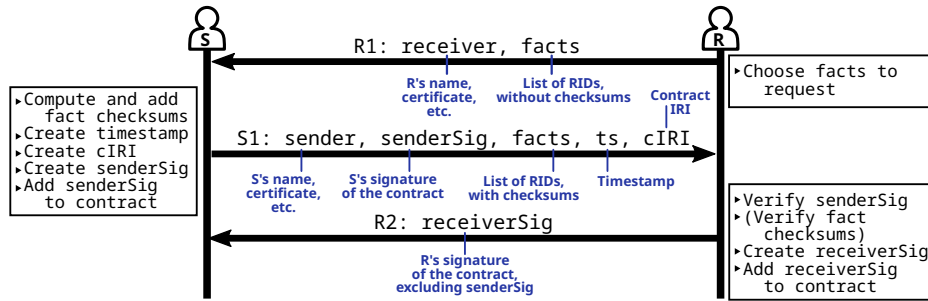 S
R
R1: receiver, facts
R's name,
certificate,
etc.
List of RIDs,
without checksums
▸Choose facts to
request
▸Compute and add
fact checksums
▸Create timestamp
▸Create cIRI
▸Create senderSig
▸Add senderSig
to contract
Contract
IRI
S1: sender, senderSig, facts, ts, cIRI
S's name,
certificate,
etc.
S's signature
of the contract
List of RIDs,
with checksums
Timestamp
▸Verify senderSig
▸(Verify fact
checksums)
▸Create receiverSig
▸Add receiverSig
to contract
R2: receiverSig
R's signature
of the contract,
excluding senderSig